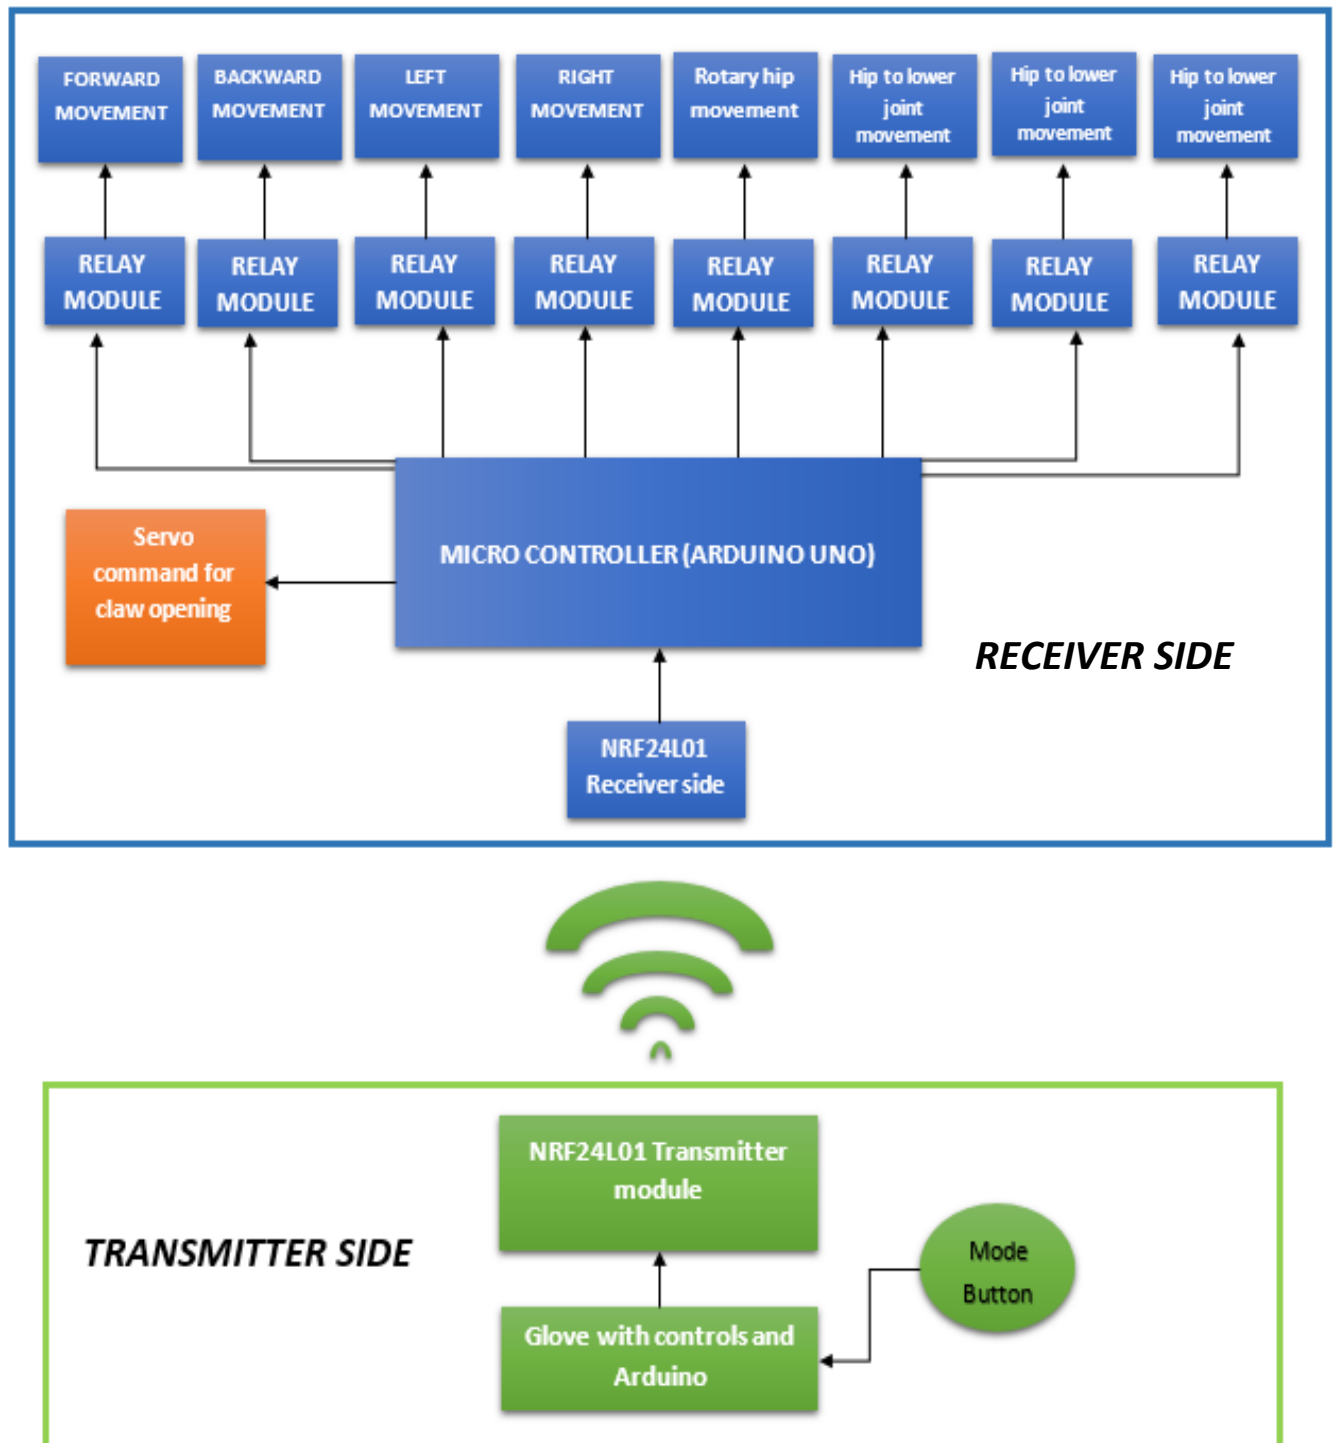 FORWARD
MOVEMENT
BACKWARD
MOVEMENT
LEFT
MOVEMENT
RIGHT
MOVEMENT
Rotary hip
movement
Hip to lower
joint
movement
Hip to lower
joint
movement
Hip to lower
joint
movement
RELAY
MODULE
RELAY
MODULE
RELAY
MODULE
RELAY
MODULE
RELAY
MODULE
RELAY
MODULE
RELAY
MODULE
RELAY
MODULE
MICRO CONTROLLER (ARDUINO UNO)
Servo
command for
claw opening
RECEIVER SIDE
NRF24L01
Receiver side
NRF24L01 Transmitter
module
TRANSMITTER SIDE
Mode
Button
Glove with controls and
Arduino